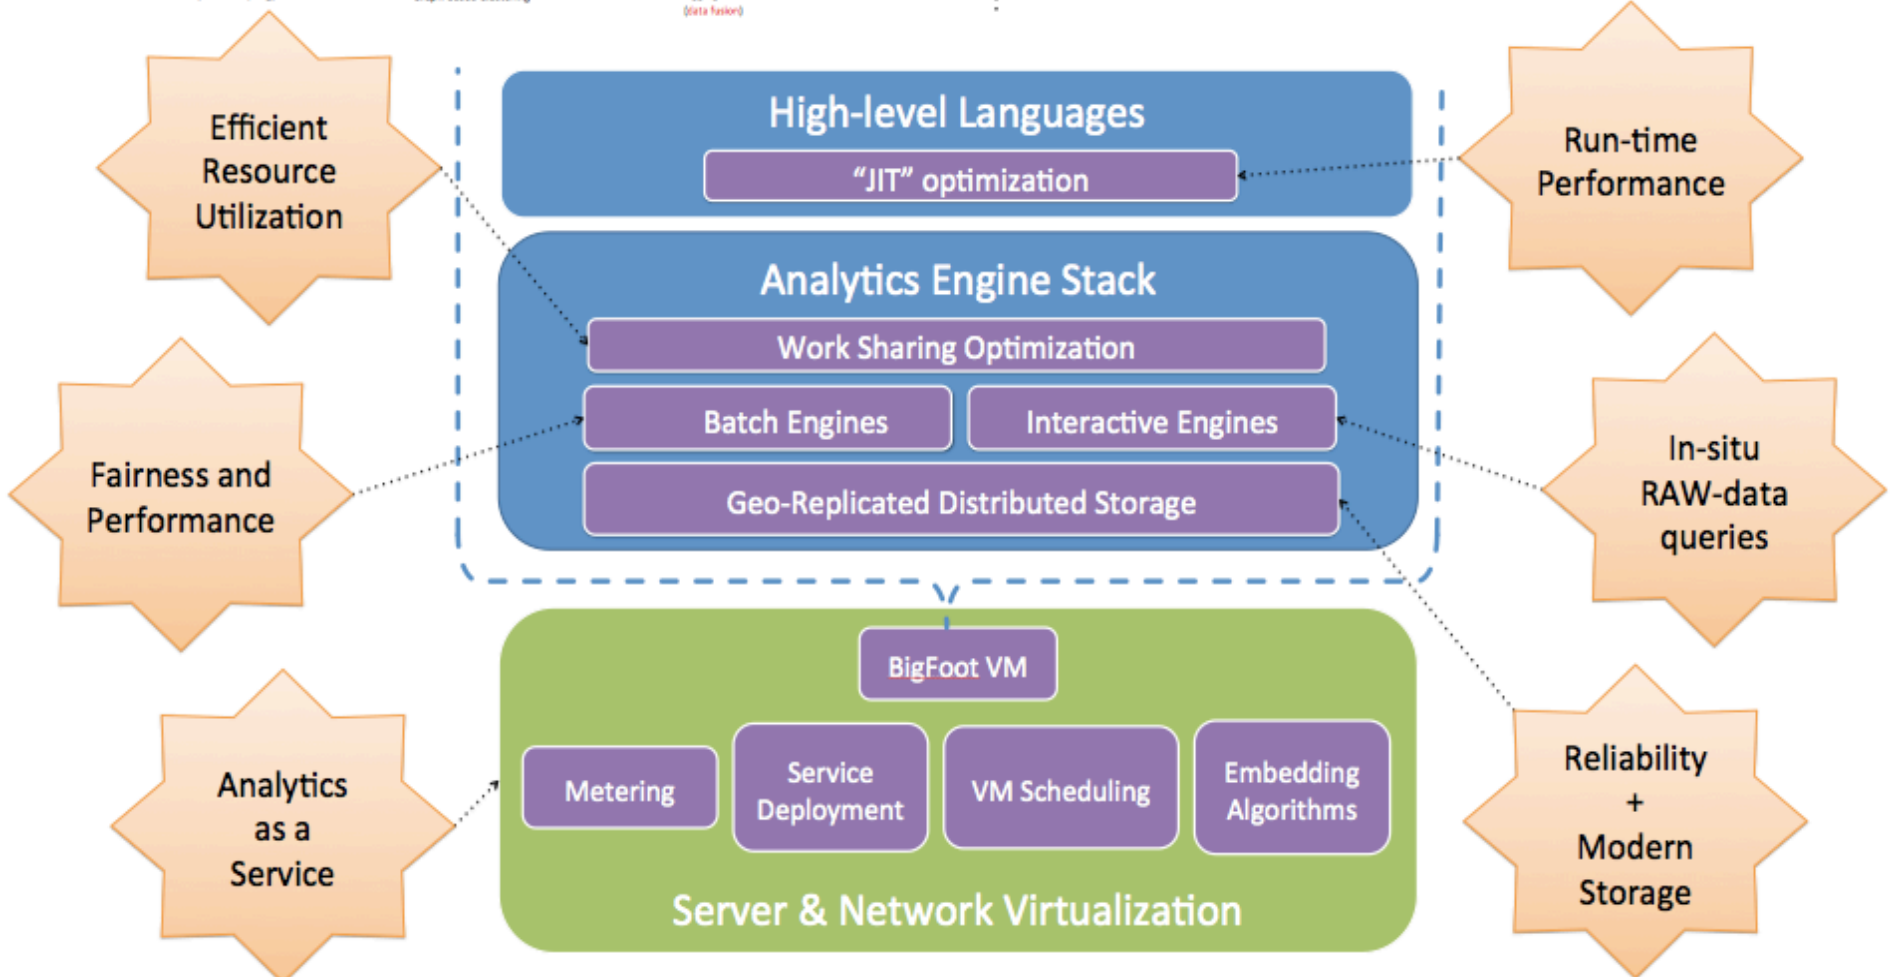 (data fusion)
Efficient
Resource
Utilization
High-level Languages
"JIT" optimization
Run-time
Performance
Analytics Engine Stack
Work Sharing Optimization
Batch Engines
Interactive Engines
Geo-Replicated Distributed Storage
Fairness and
Performance
In-situ
RAW-data
queries
BigFoot VM
Metering
Service
Deployment
VM Scheduling
Embedding
Algorithms
Server & Network Virtualization
Analytics
as a
Service
Reliability
+
Modern
Storage